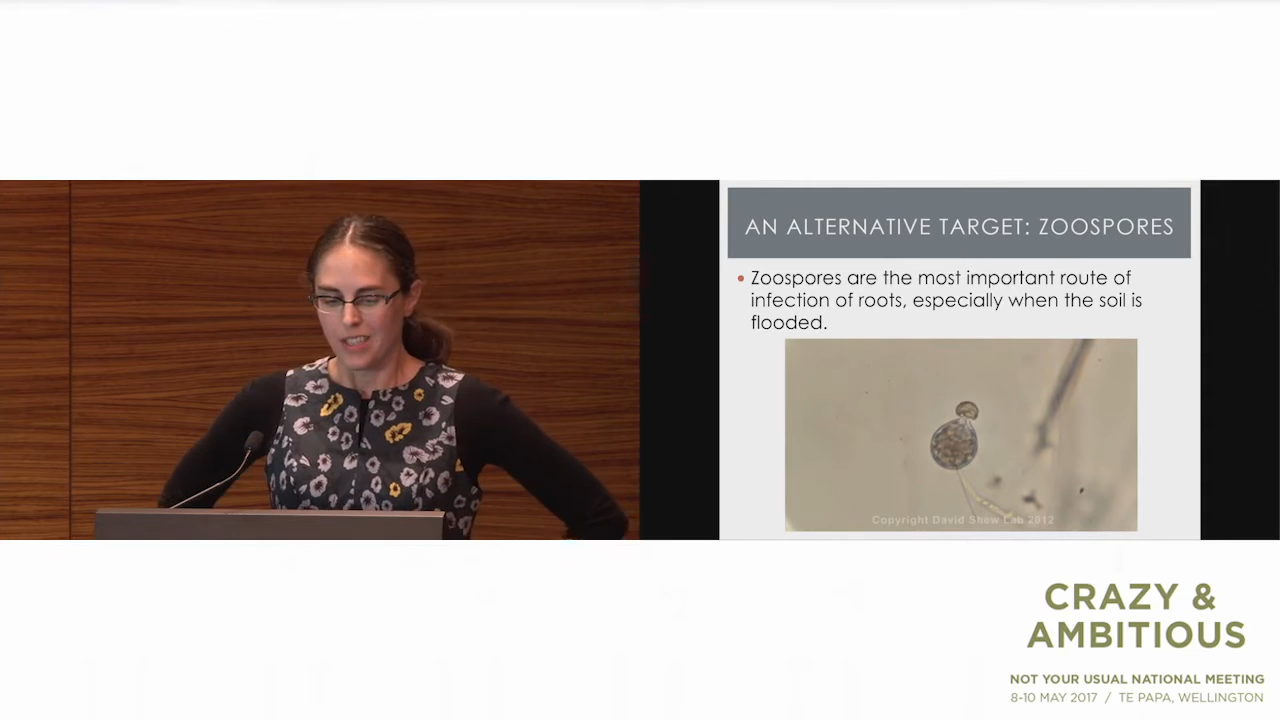 AN ALTERNATIVE TARGET: ZOOSPORES
• Zoospores are the most important route of
infection of roots, especially when the soil is
flooded.
Copyright David Shew Lab 2012
CRAZY &
AMBITIOUS
NOT YOUR USUAL NATIONAL MEETING
8-10 MAY 2017 / TE PAPA, WELLINGTON